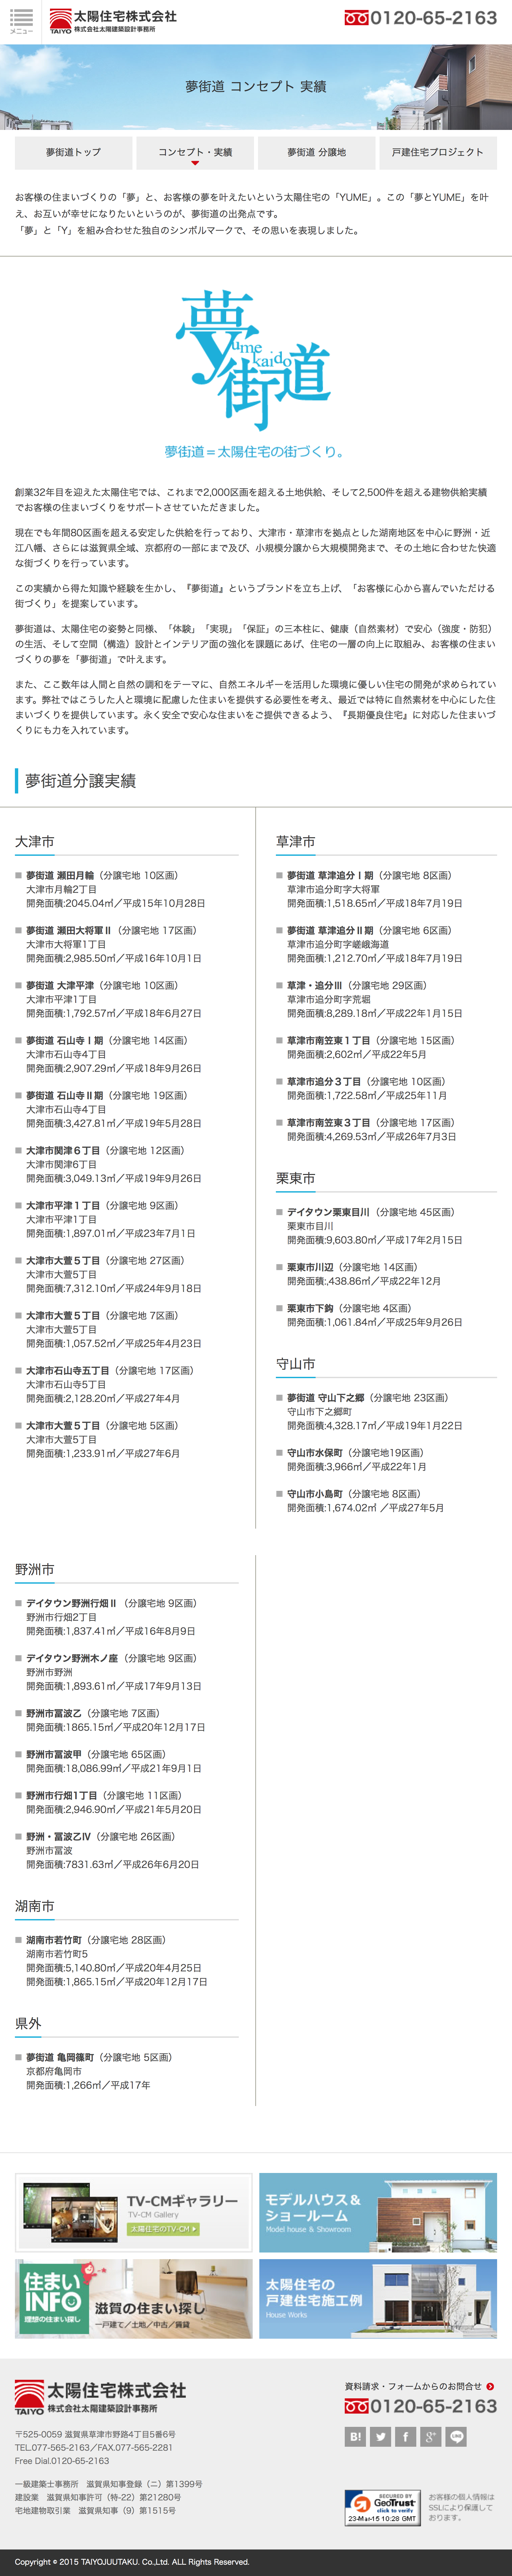 メニュー
太陽住宅株式会社
株式会社太陽建築設計事務所
TAIYO
0120-65-2163
夢街道 コンセプト 実績
夢街道トップ
コンセプト・実績
夢街道 分譲地
戸建住宅プロジェクト
お客様の住まいづくりの「夢」と、お客様の夢を叶えたいという太陽住宅の「YUME」。この「夢とYUME」を叶
え、お互いが幸せになりたいというのが、夢街道の出発点です。
「夢」と「Y」を組み合わせた独自のシンボルマークで、その思いを表現しました。
夢街道
Yume kaido
夢街道＝太陽住宅の街づくり。
創業32年目を迎えた太陽住宅では、これまで2,000区画を超える土地供給、そして2,500件を超える建物供給実績
でお客様の住まいづくりをサポートさせていただきました。
現在でも年間80区画を超える安定した供給を行っており、大津市・草津市を拠点とした湖南地区を中心に野洲・近
江八幡、さらには滋賀県全域、京都府の一部にまで及び、小規模分譲から大規模開発まで、その土地に合わせた快適
な街づくりを行っています。
この実績から得た知識や経験を生かし、『夢街道』というブランドを立ち上げ、「お客様に心から喜んでいただける
街づくり」を提案しています。
夢街道は、太陽住宅の姿勢と同様、「体験」「実現」「保証」の三本柱に、健康（自然素材）で安心（強度・防犯）
の生活、そして空間（構造）設計とインテリア面の強化を課題にあげ、住宅の一層の向上に取組み、お客様の住まい
づくりの夢を「夢街道」で叶えます。
また、ここ数年は人間と自然の調和をテーマに、自然エネルギーを活用した環境に優しい住宅の開発が求められてい
ます。弊社ではこうした人と環境に配慮した住まいを提供する必要性を考え、最近では特に自然素材を中心にした住
まいづくりを提供しています。永く安全で安心な住まいをご提供できるよう、『長期優良住宅』に対応した住まいづ
くりにも力を入れています。
夢街道分譲実績
大津市
夢街道 瀬田月輪（分譲宅地 10区画）
大津市月輪2丁目
開発面積:2045.04㎡／平成15年10月28日
夢街道 瀬田大将軍Ⅱ（分譲宅地 17区画）
大津市大将軍1丁目
開発面積:2,985.50㎡／平成16年10月1日
夢街道 大津平津（分譲宅地 10区画）
大津市平津1丁目
開発面積:1,792.57㎡／平成18年6月27日
夢街道 石山寺Ⅰ期（分譲宅地 14区画）
大津市石山寺4丁目
開発面積:2,907.29㎡／平成18年9月26日
夢街道 石山寺Ⅱ期（分譲宅地 19区画）
大津市石山寺4丁目
開発面積:3,427.81㎡／平成19年5月28日
大津市関津６丁目（分譲宅地 12区画）
大津市関津6丁目
開発面積:3,049.13㎡／平成19年9月26日
大津市平津１丁目（分譲宅地 9区画）
大津市平津1丁目
開発面積:1,897.01㎡／平成23年7月1日
大津市大萱５丁目（分譲宅地 27区画）
大津市大萱5丁目
開発面積:7,312.10㎡／平成24年9月18日
大津市大萱５丁目（分譲宅地 7区画）
大津市大萱5丁目
開発面積:1,057.52㎡／平成25年4月23日
大津市石山寺五丁目（分譲宅地 17区画）
大津市石山寺5丁目
開発面積:2,128.20㎡／平成27年4月
大津市大萱５丁目（分譲宅地 5区画）
大津市大萱5丁目
開発面積:1,233.91㎡／平成27年6月
草津市
夢街道 草津追分Ⅰ期（分譲宅地 8区画）
草津市追分町字大将軍
開発面積:1,518.65㎡／平成18年7月19日
夢街道 草津追分Ⅱ期（分譲宅地 6区画）
草津市追分町字嵯峨海道
開発面積:1,212.70㎡／平成18年7月19日
草津・追分Ⅲ（分譲宅地 29区画）
草津市追分町字荒堀
開発面積:8,289.18㎡／平成22年1月15日
草津市南笠東１丁目（分譲宅地 15区画）
開発面積:2,602㎡／平成22年5月
草津市追分３丁目（分譲宅地 10区画）
開発面積:1,722.58㎡／平成25年11月
草津市南笠東３丁目（分譲宅地 17区画）
開発面積:4,269.53㎡／平成26年7月3日
栗東市
デイタウン栗東目川（分譲宅地 45区画）
栗東市目川
開発面積:9,603.80㎡／平成17年2月15日
栗東市川辺（分譲宅地 14区画）
開発面積:,438.86㎡／平成22年12月
栗東市下鈎（分譲宅地 4区画）
開発面積:1,061.84㎡／平成25年9月26日
守山市
夢街道 守山下之郷（分譲宅地 23区画）
守山市下之郷町
開発面積:4,328.17㎡／平成19年1月22日
守山市水保町（分譲宅地19区画）
開発面積:3,966㎡／平成22年1月
守山市小島町（分譲宅地 8区画）
開発面積:1,674.02㎡ ／平成27年5月
野洲市
デイタウン野洲行畑Ⅱ（分譲宅地 9区画）
野洲市行畑2丁目
開発面積:1,837.41㎡／平成16年8月9日
デイタウン野洲木ノ座（分譲宅地 9区画）
野洲市野洲
開発面積:1,893.61㎡／平成17年9月13日
野洲市冨波乙（分譲宅地 7区画）
開発面積:1865.15㎡／平成20年12月17日
野洲市冨波甲（分譲宅地 65区画）
開発面積:18,086.99㎡／平成21年9月1日
野洲市行畑1丁目（分譲宅地 11区画）
開発面積:2,946.90㎡／平成21年5月20日
野洲・冨波乙Ⅳ（分譲宅地 26区画）
野洲市冨波
開発面積:7831.63㎡／平成26年6月20日
湖南市
湖南市若竹町（分譲宅地 28区画）
湖南市若竹町5
開発面積:5,140.80㎡／平成20年4月25日
開発面積:1,865.15㎡／平成20年12月17日
県外
夢街道 亀岡篠町（分譲宅地 5区画）
京都府亀岡市
開発面積:1,266㎡／平成17年
TV-CMギャラリー
TV-CM Gallery
太陽住宅のTV-CM
モデルハウス＆
ショールーム
Model house & Showroom
住まい
INFO
理想の住まい探し
滋賀の住まい探し
一戸建て／土地／中古／賃貸
太陽住宅の
戸建住宅施工例
House Works
太陽住宅株式会社
株式会社太陽建築設計事務所
TAIYO
〒525-0059 滋賀県草津市野路4丁目5番6号
TEL.077-565-2163／FAX.077-565-2281
Free Dial.0120-65-2163
一級建築士事務所　滋賀県知事登録（ニ）第1399号
建設業　滋賀県知事許可（特-22）第21280号
宅地建物取引業　滋賀県知事（9）第1515号
資料請求・フォームからのお問合せ
0120-65-2163
B!
f
g+
LINE
SECURED BY
GeoTrust
click to verify
23-Mar-15 10:28 GMT
お客様の個人情報は
SSLにより保護して
おります。
Copyright © 2015 TAIYOJUUTAKU. Co.,Ltd. ALL Rights Reserved.